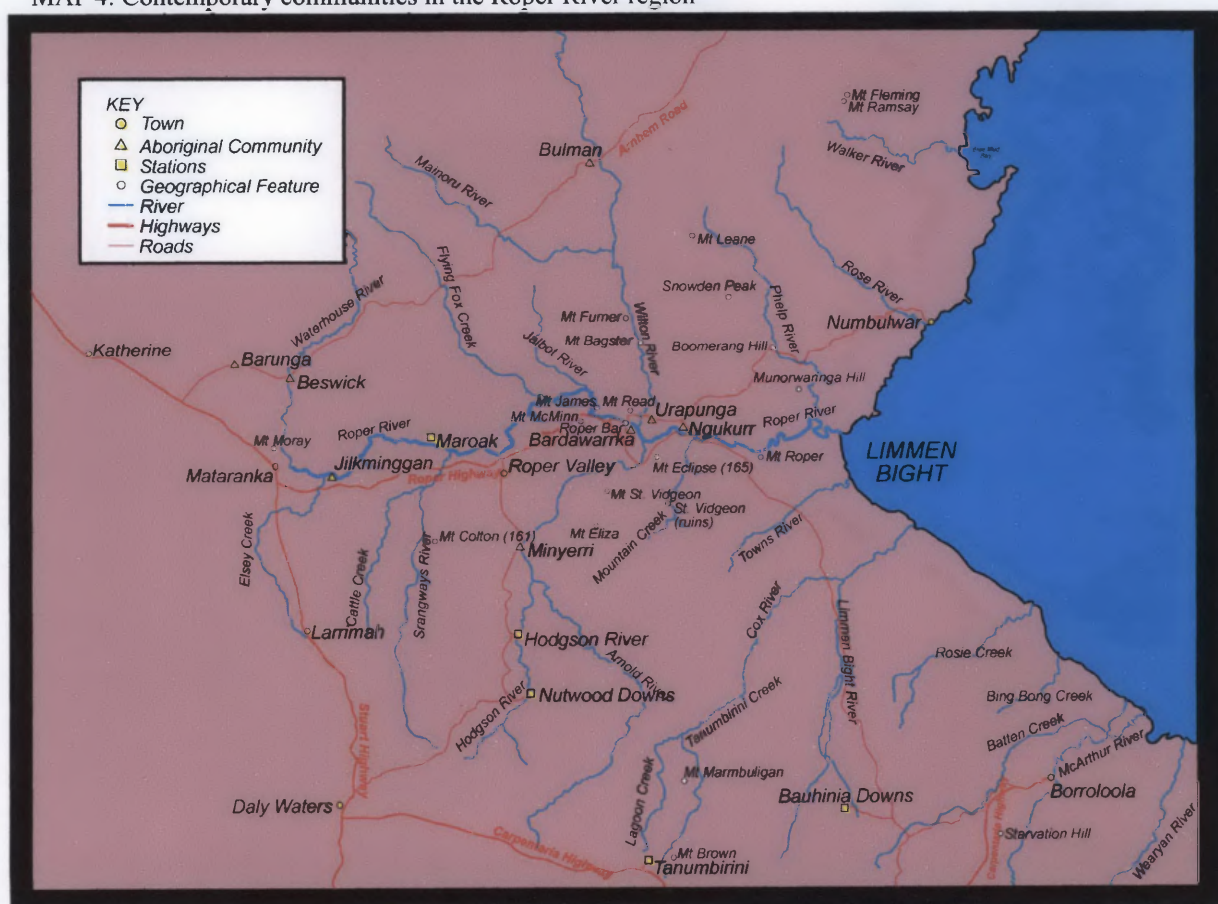 MAP 4: Contemporary communities in the Roper River region
KEY
Town
Aboriginal Community
Stations
Geographical Feature
River
Highways
Roads
Mt Fleming
Mt Ramsay
Walker River
Bulman
Arnhem Road
Mainoru River
Flying Fox Creek
Waterhouse River
Mt Leane
Snowden Peak
Phelp River
Rose River
Numbulwar
Mt Furner
Mt Bagster
Wilton River
Jalbot River
Boomerang Hill
Munorwaringa Hill
Katherine
Barunga
Beswick
Mt James
Mt Read
Mt McMinn
Roper Bar
Urapunga
Ngukurr
Bardawarrka
Roper River
Roper River
Mt Moray
Maroak
Mataranka
Jilkminggan
Roper Highway
Roper Valley
Mt Eclipse (165)
Mt Roper
LIMMEN
BIGHT
Mt St. Vidgeon
St. Vidgeon
(ruins)
Mountain Creek
Towns River
Mt Colton (161)
Mt Eliza
Minyerri
Elsey Creek
Cattle Creek
Srangways River
Larrimah
Hodgson River
Arnold River
Nutwood Downs
Hodgson River
Cox River
Limmen Bight River
Tanumbirini Creek
Rosie Creek
Bing Bong Creek
Batten Creek
McArthur River
Stuart Highway
Daly Waters
Lagoon Creek
Mt Marmbuligan
Bauhinia Downs
Borroloola
Carpentaria Highway
Carpentaria Highway
Starvation Hill
Wearyan River
Mt Brown
Tanumbirini